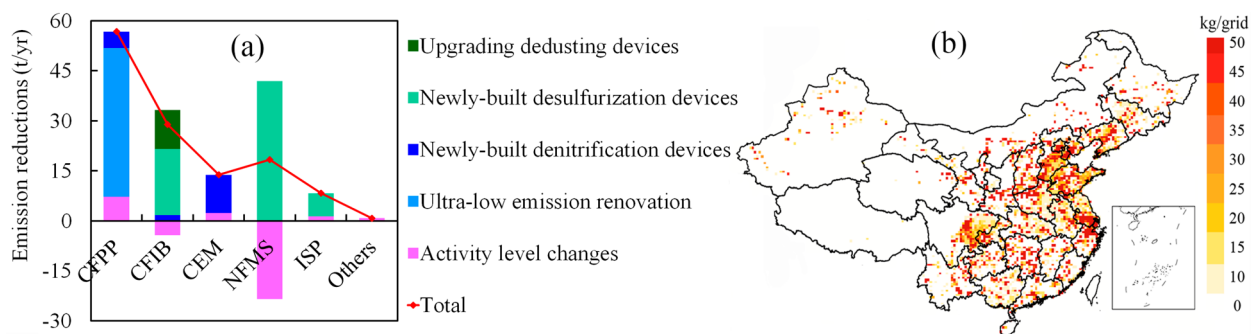 60
45
30
15
0
-15
-30
Emission reductions (t/yr)
(a)
CFPP
CFIB
CEM
NFMS
ISP
Others
Upgrading dedusting devices
Newly-built desulfurization devices
Newly-built denitrification devices
Ultra-low emission renovation
Activity level changes
Total
(b)
kg/grid
50
45
40
35
30
25
20
15
10
0